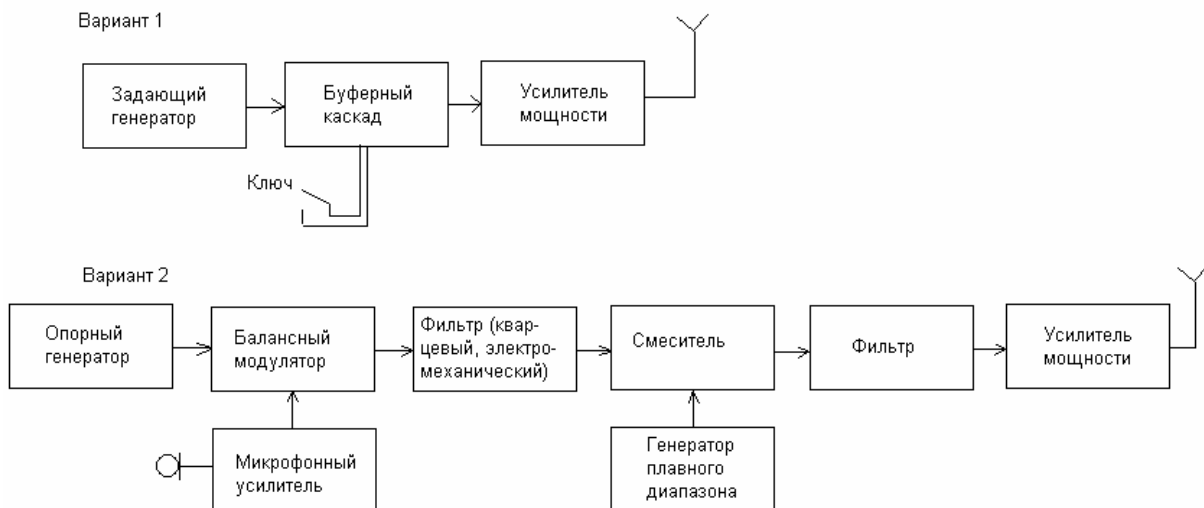 Вариант 1
Задающий
генератор
Буферный
каскад
Усилитель
мощности
Ключ
Вариант 2
Опорный
генератор
Балансный
модулятор
Фильтр (квар-
цевый, электро-
механический)
Смеситель
Фильтр
Усилитель
мощности
Микрофонный
усилитель
Генератор
плавного
диапазона